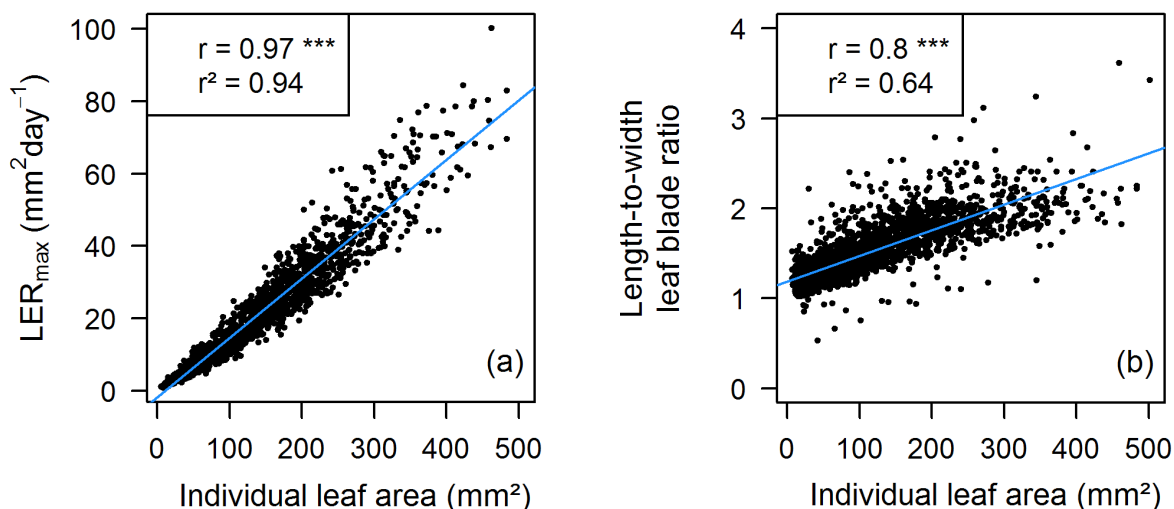 r = 0.97 ***
r² = 0.94
LERmax (mm² day⁻¹)
100
80
60
40
20
0
(a)
0 100 200 300 400 500
Individual leaf area (mm²)
r = 0.8 ***
r² = 0.64
Length-to-width
leaf blade ratio
4
3
2
1
0
(b)
0 100 200 300 400 500
Individual leaf area (mm²)